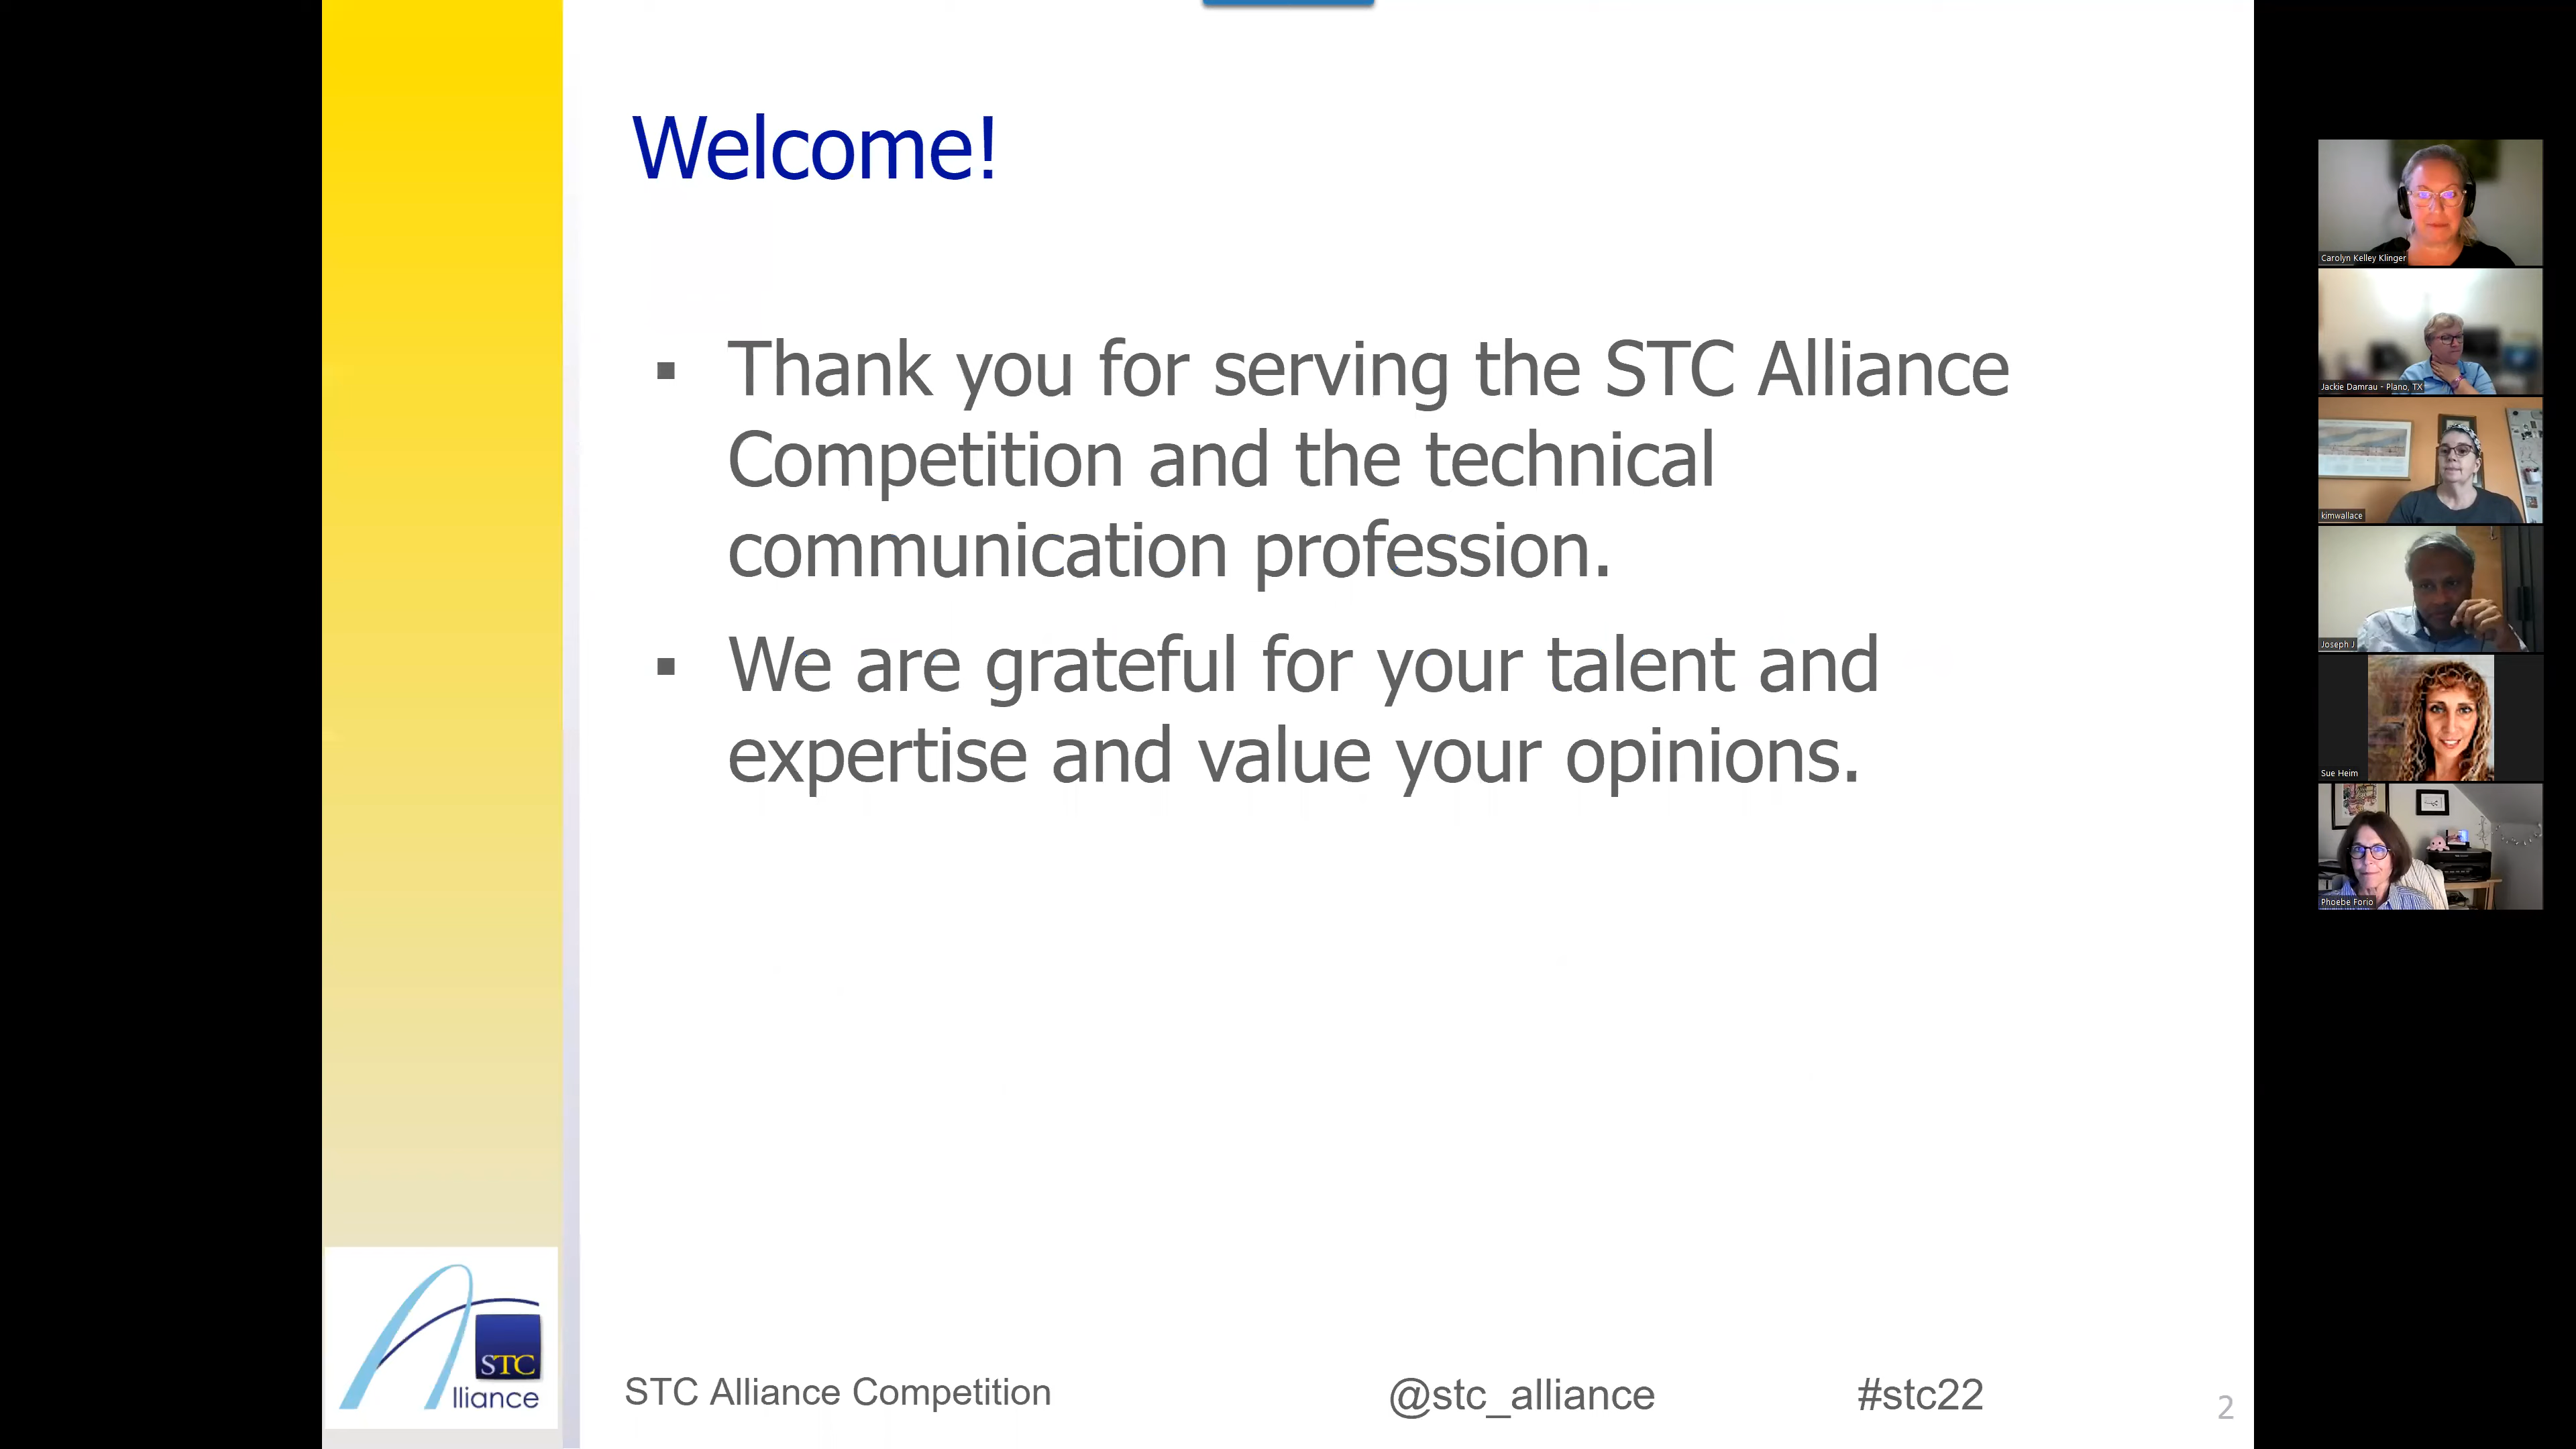 Welcome!
▪ Thank you for serving the STC Alliance
Competition and the technical
communication profession.
▪ We are grateful for your talent and
expertise and value your opinions.
STC
lliance
STC Alliance Competition
@stc_alliance
#stc22
2
Carolyn Kelley Klinger
Jackie Damrau - Plano, TX
kimwallace
Joseph J
Sue Heim
Phoebe Forio